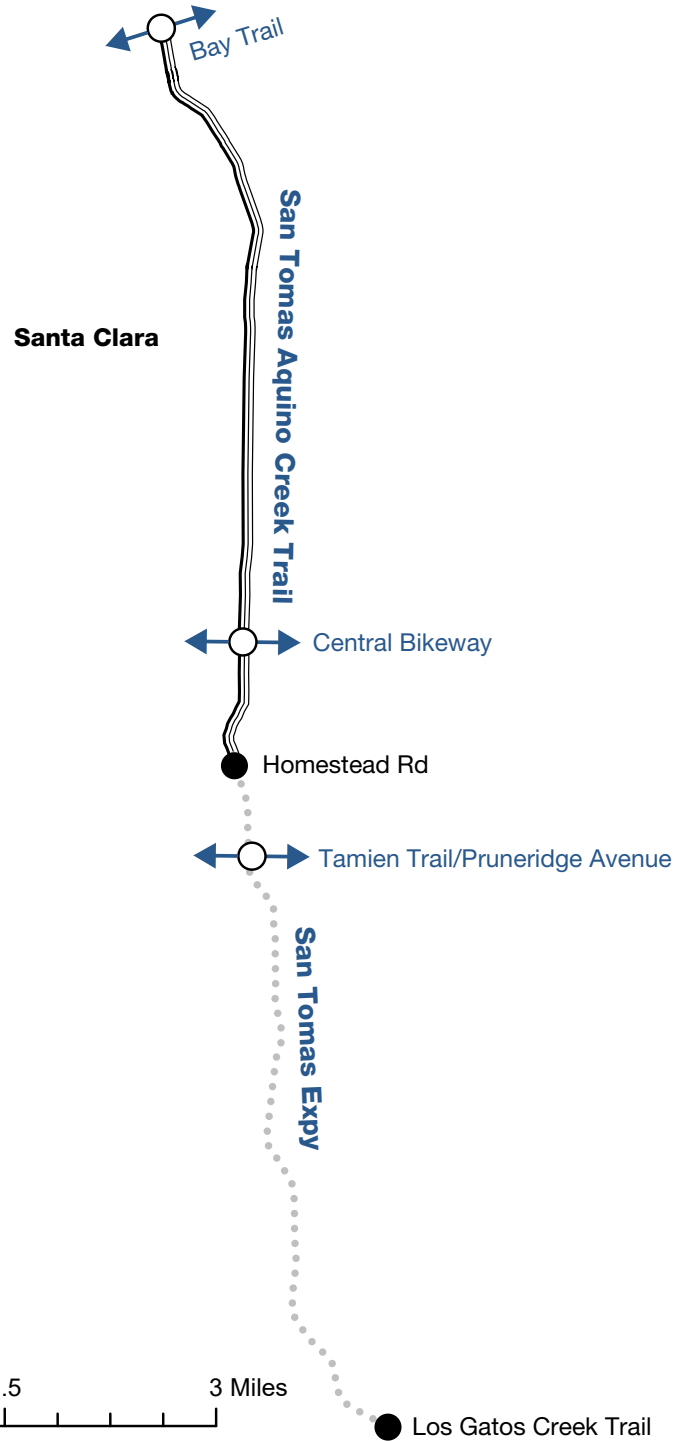 Bay Trail
San Tomas Aquino Creek Trail
Santa Clara
Central Bikeway
Homestead Rd
Tamien Trail/Pruneridge Avenue
San Tomas Expy
.5
3 Miles
Los Gatos Creek Trail